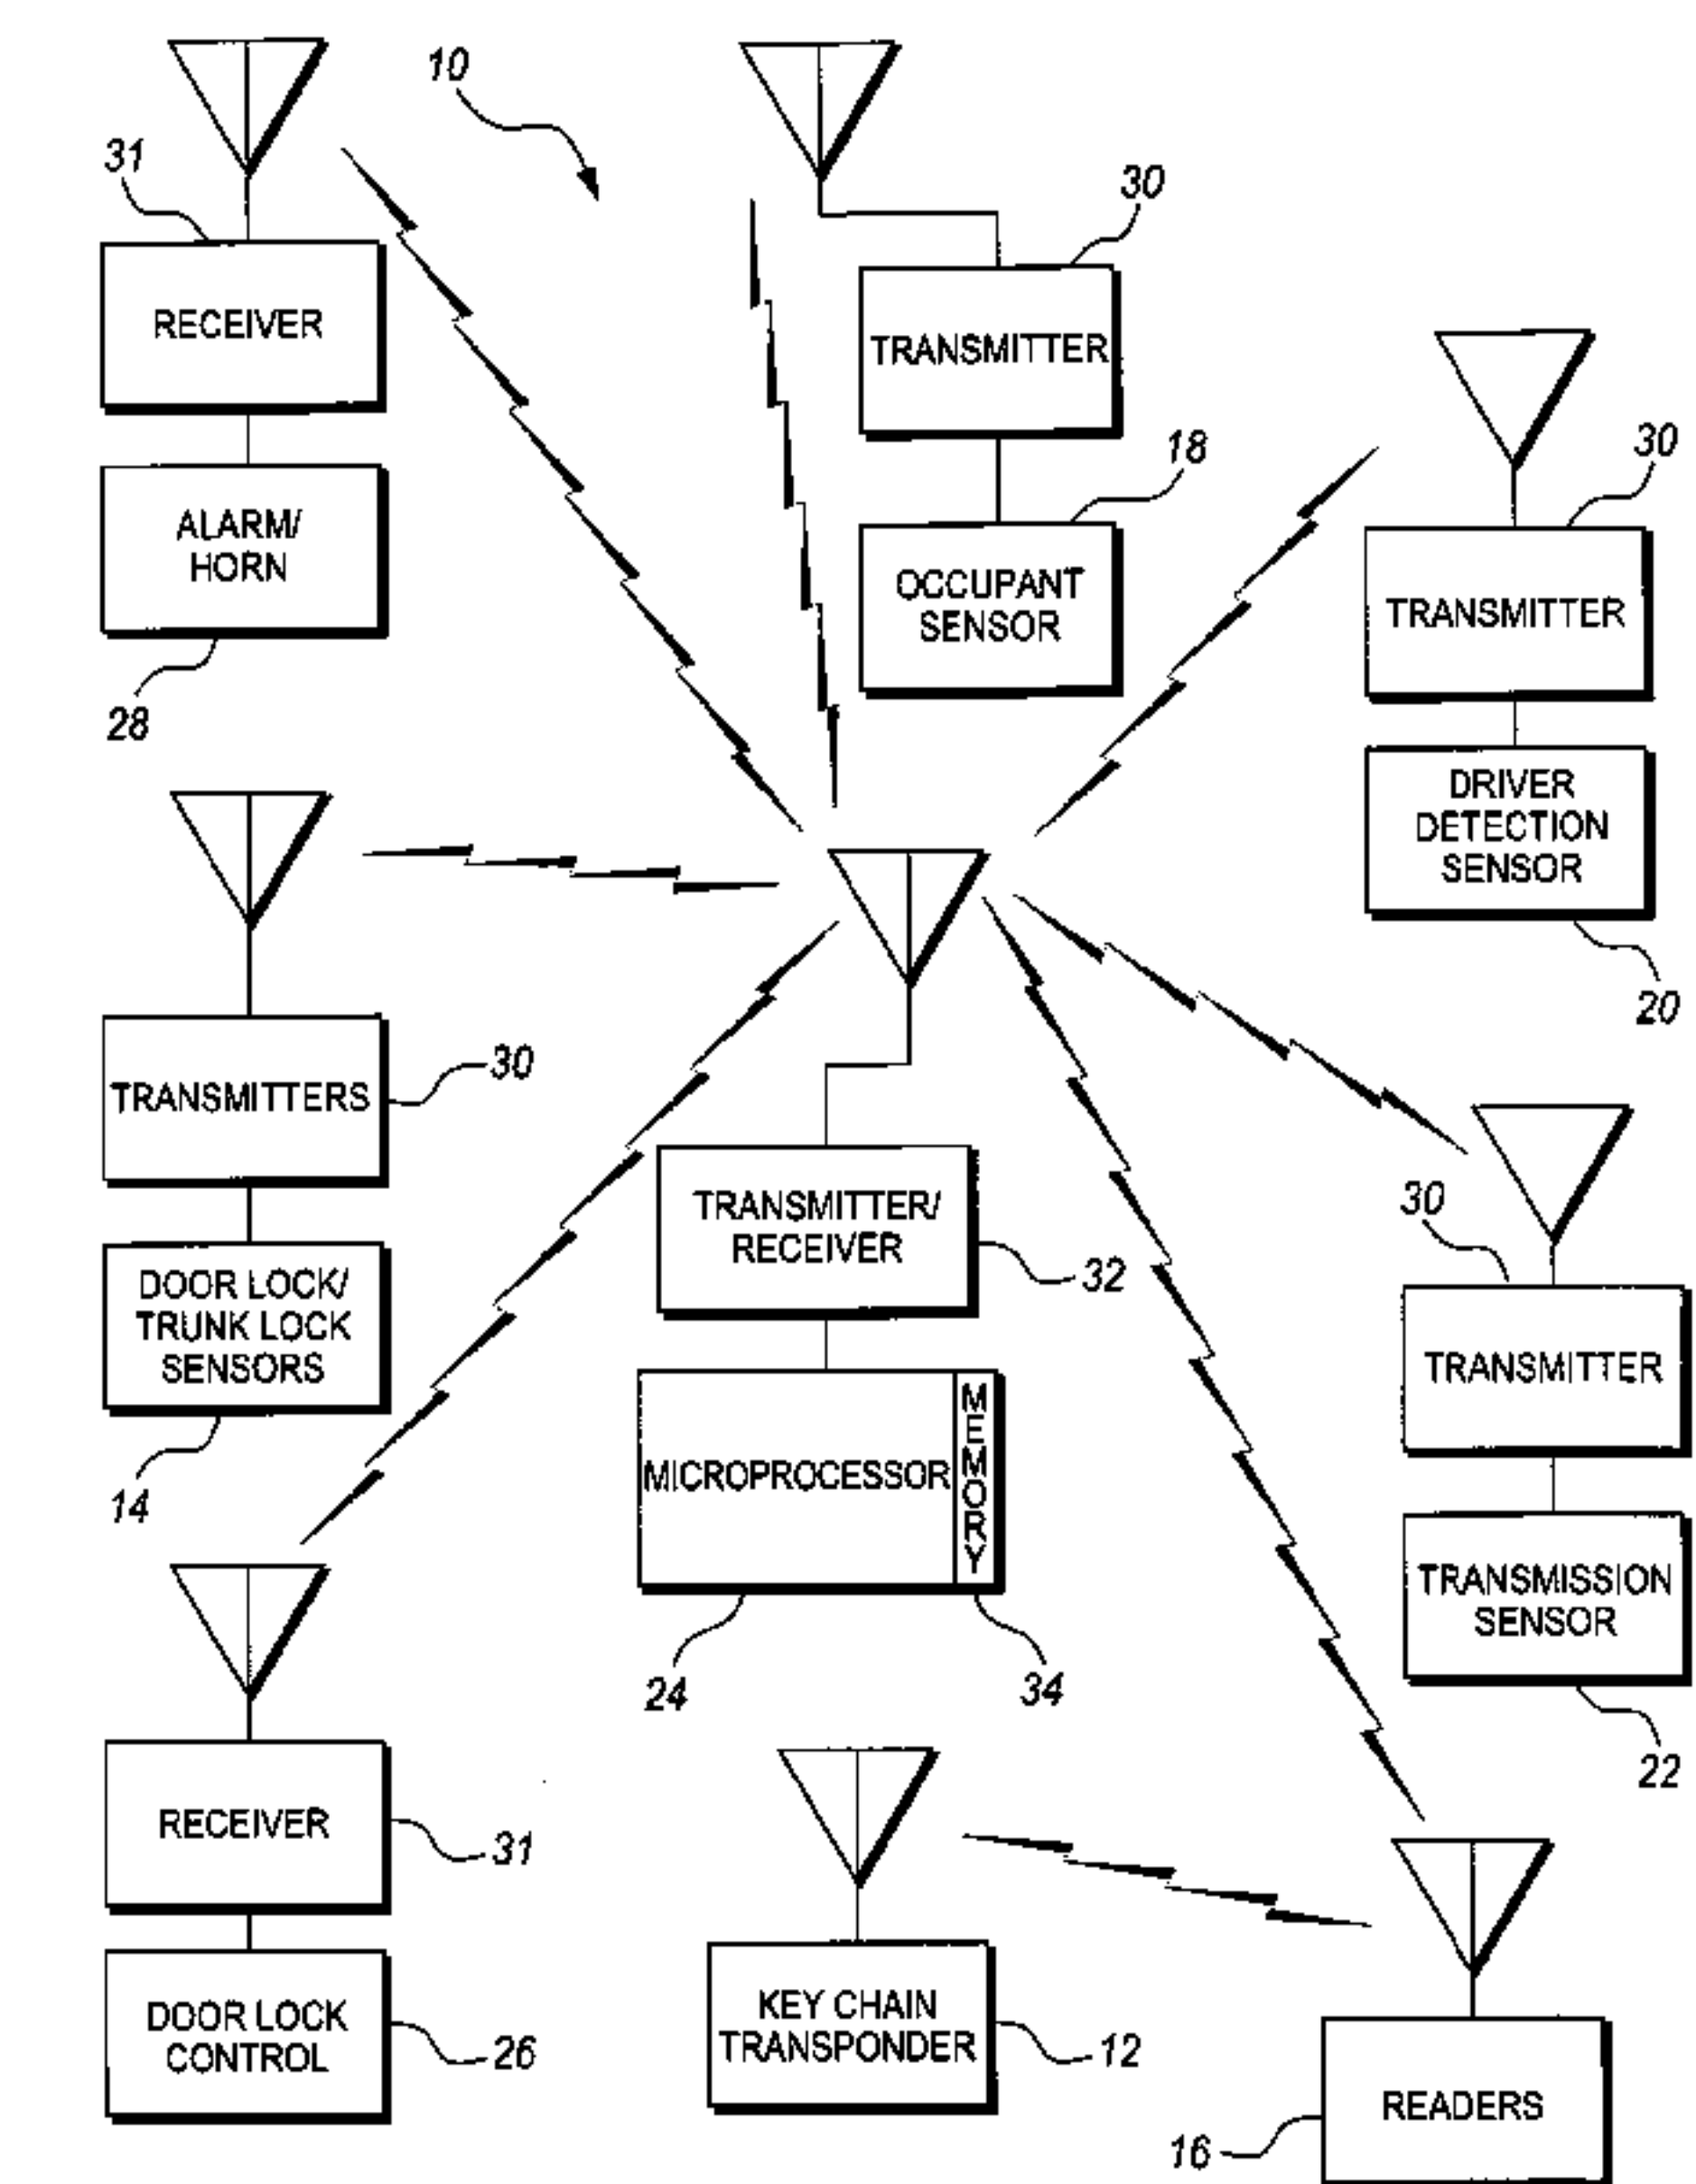 10
31
RECEIVER
ALARM/
HORN
28
30
TRANSMITTER
18
OCCUPANT
SENSOR
30
TRANSMITTER
DRIVER
DETECTION
SENSOR
20
TRANSMITTERS
30
DOOR LOCK/
TRUNK LOCK
SENSORS
14
TRANSMITTER/
RECEIVER
32
MICROPROCESSOR
MEMORY
24
34
30
TRANSMITTER
TRANSMISSION
SENSOR
22
RECEIVER
31
DOOR LOCK
CONTROL
26
KEY CHAIN
TRANSPONDER
12
READERS
16